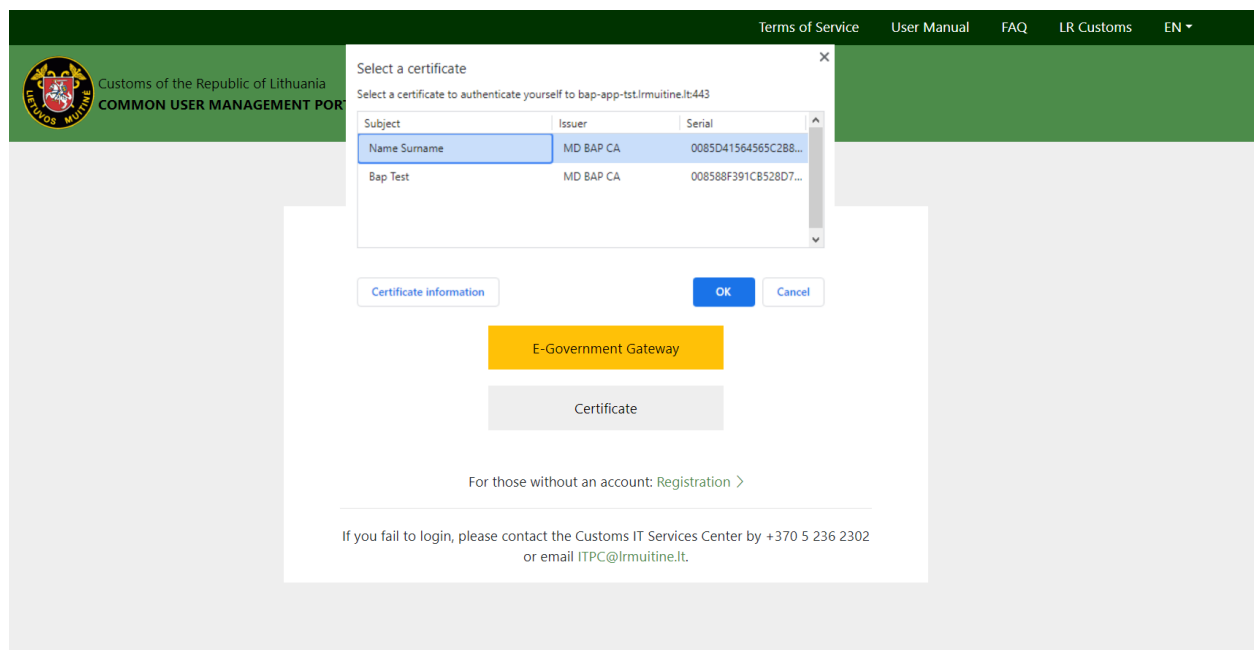 Terms of Service User Manual FAQ LR Customs EN
LIETUVOS MUITINĖ
Customs of the Republic of Lithuania
COMMON USER MANAGEMENT POR
Select a certificate
Select a certificate to authenticate yourself to bap-app-tst.lrmuitine.lt:443
Subject Issuer Serial
Name Surname MD BAP CA 0085D41564565C2B8...
Bap Test MD BAP CA 008588F391CB528D7...
Certificate information OK Cancel
E-Government Gateway
Certificate
For those without an account: Registration >
If you fail to login, please contact the Customs IT Services Center by +370 5 236 2302
or email ITPC@lrmuitine.lt.